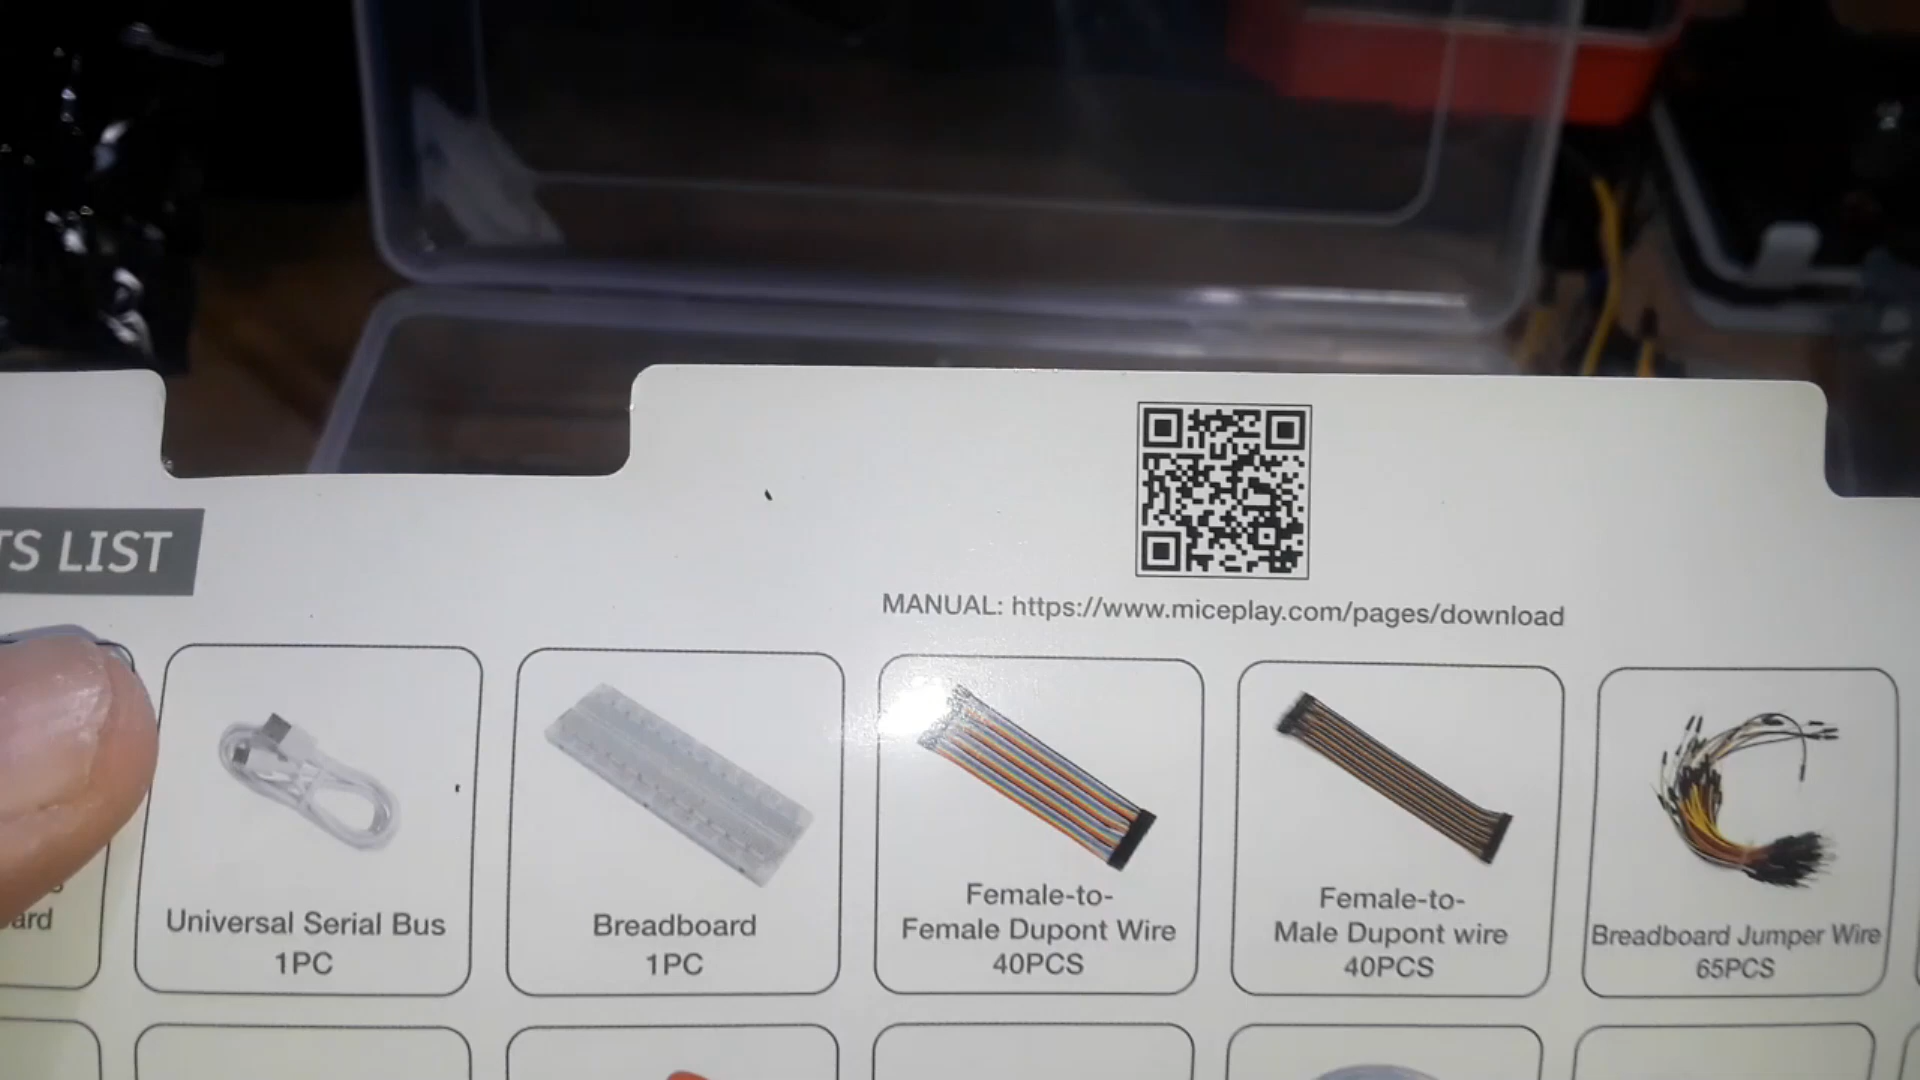 TS LIST
MANUAL: https://www.miceplay.com/pages/download
ard
Universal Serial Bus
1PC
Breadboard
1PC
Female-to-
Female Dupont Wire
40PCS
Female-to-
Male Dupont wire
40PCS
Breadboard Jumper Wire
65PCS